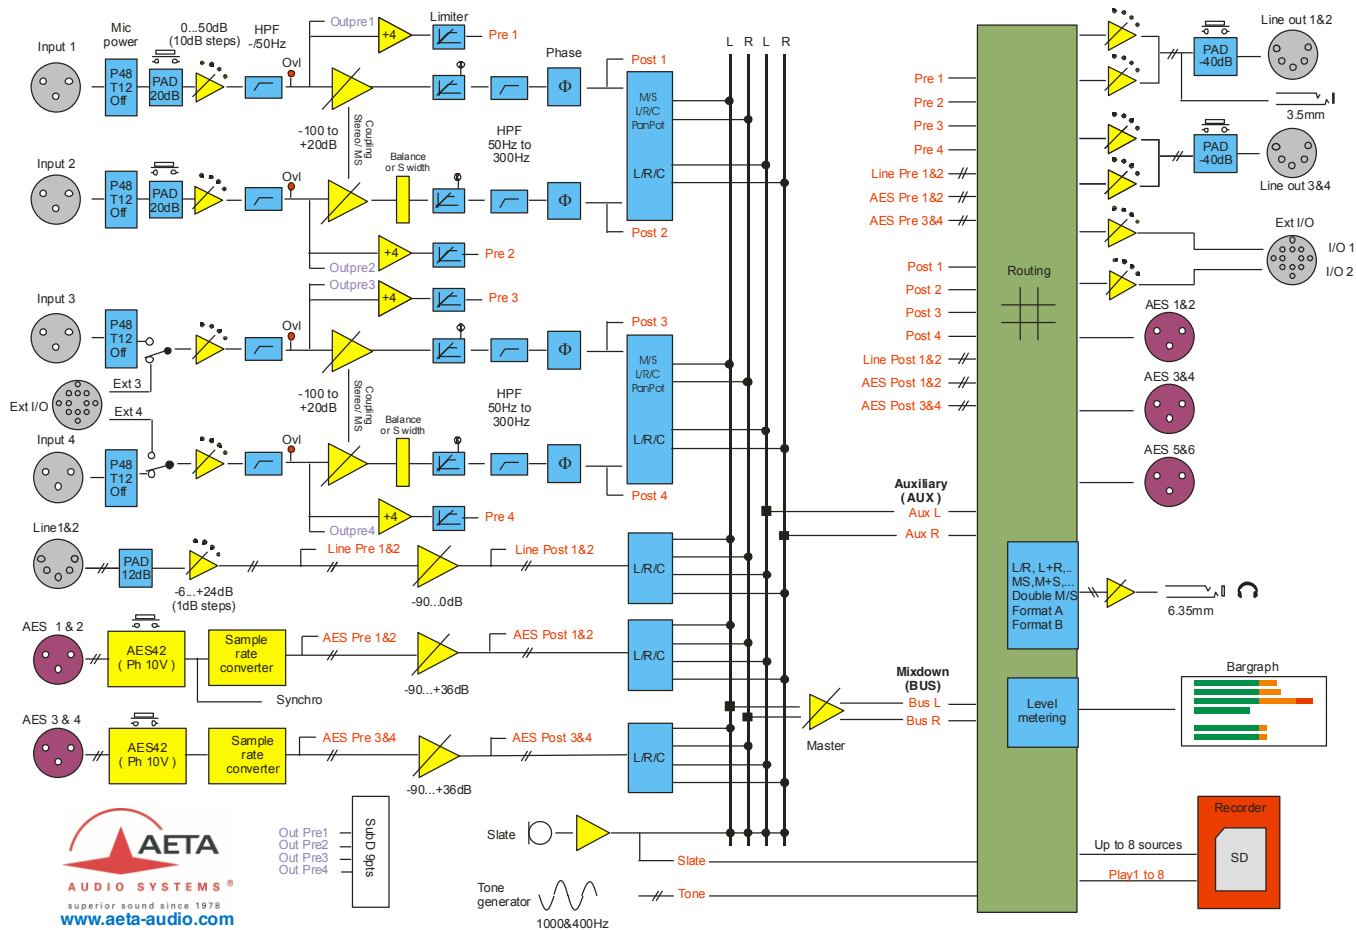 Input 1
Mic
power
0...50dB
(10dB steps)
HPF
-/50Hz
Outpre1
+4
Limiter
Pre 1
Ovl
P48
T12
Off
PAD
20dB
Phase
Φ
Post 1
-100 to
+20dB
Coupling
Stereo/ MS
HPF
50Hz to
300Hz
M/S
L/R/C
PanPot
L/R/C
Input 2
P48
T12
Off
PAD
20dB
Ovl
Balance
or S width
Φ
Post 2
+4
Outpre2
Pre 2
Input 3
P48
T12
Off
Outpre3
+4
Pre 3
Ovl
Φ
Post 3
Ext 3
Ext I/O
Ext 4
-100 to
+20dB
Coupling
Stereo/ MS
HPF
50Hz to
300Hz
M/S
L/R/C
PanPot
L/R/C
Input 4
P48
T12
Off
Ovl
Balance
or S width
Φ
Post 4
+4
Outpre4
Pre 4
Line1&2
PAD
12dB
-6...+24dB
(1dB steps)
Line Pre 1&2
-90...0dB
Line Post 1&2
L/R/C
AES 1 & 2
AES42
( Ph 10V )
Sample
rate
converter
Synchro
AES Pre 1&2
-90...+36dB
AES Post 1&2
L/R/C
AES 3 & 4
AES42
( Ph 10V )
Sample
rate
converter
AES Pre 3&4
-90...+36dB
AES Post 3&4
L/R/C
L R L R
Pre 1
Pre 2
Pre 3
Pre 4
Line Pre 1&2
AES Pre 1&2
AES Pre 3&4
Post 1
Post 2
Post 3
Post 4
Line Post 1&2
AES Post 1&2
AES Post 3&4
Auxiliary
(AUX )
Aux L
Aux R
Mixdown
(BUS)
Bus L
Bus R
Master
Routing
L/R, L+R,..
MS,M+S,...
Double M/S
Format A
Format B
Level
metering
PAD
-40dB
Line out 1&2
3.5mm
PAD
-40dB
Line out 3&4
Ext I/O
I/O 1
I/O 2
AES 1&2
AES 3&4
AES 5&6
6.35mm
Bargraph
Recorder
SD
Up to 8 sources
Play1 to 8
Slate
Slate
Tone
generator
1000&400Hz
Tone
Out Pre1
Out Pre2
Out Pre3
Out Pre4
SubD 9pts
AETA
AUDIO SYSTEMS ®
superior sound since 1978
www.aeta-audio.com